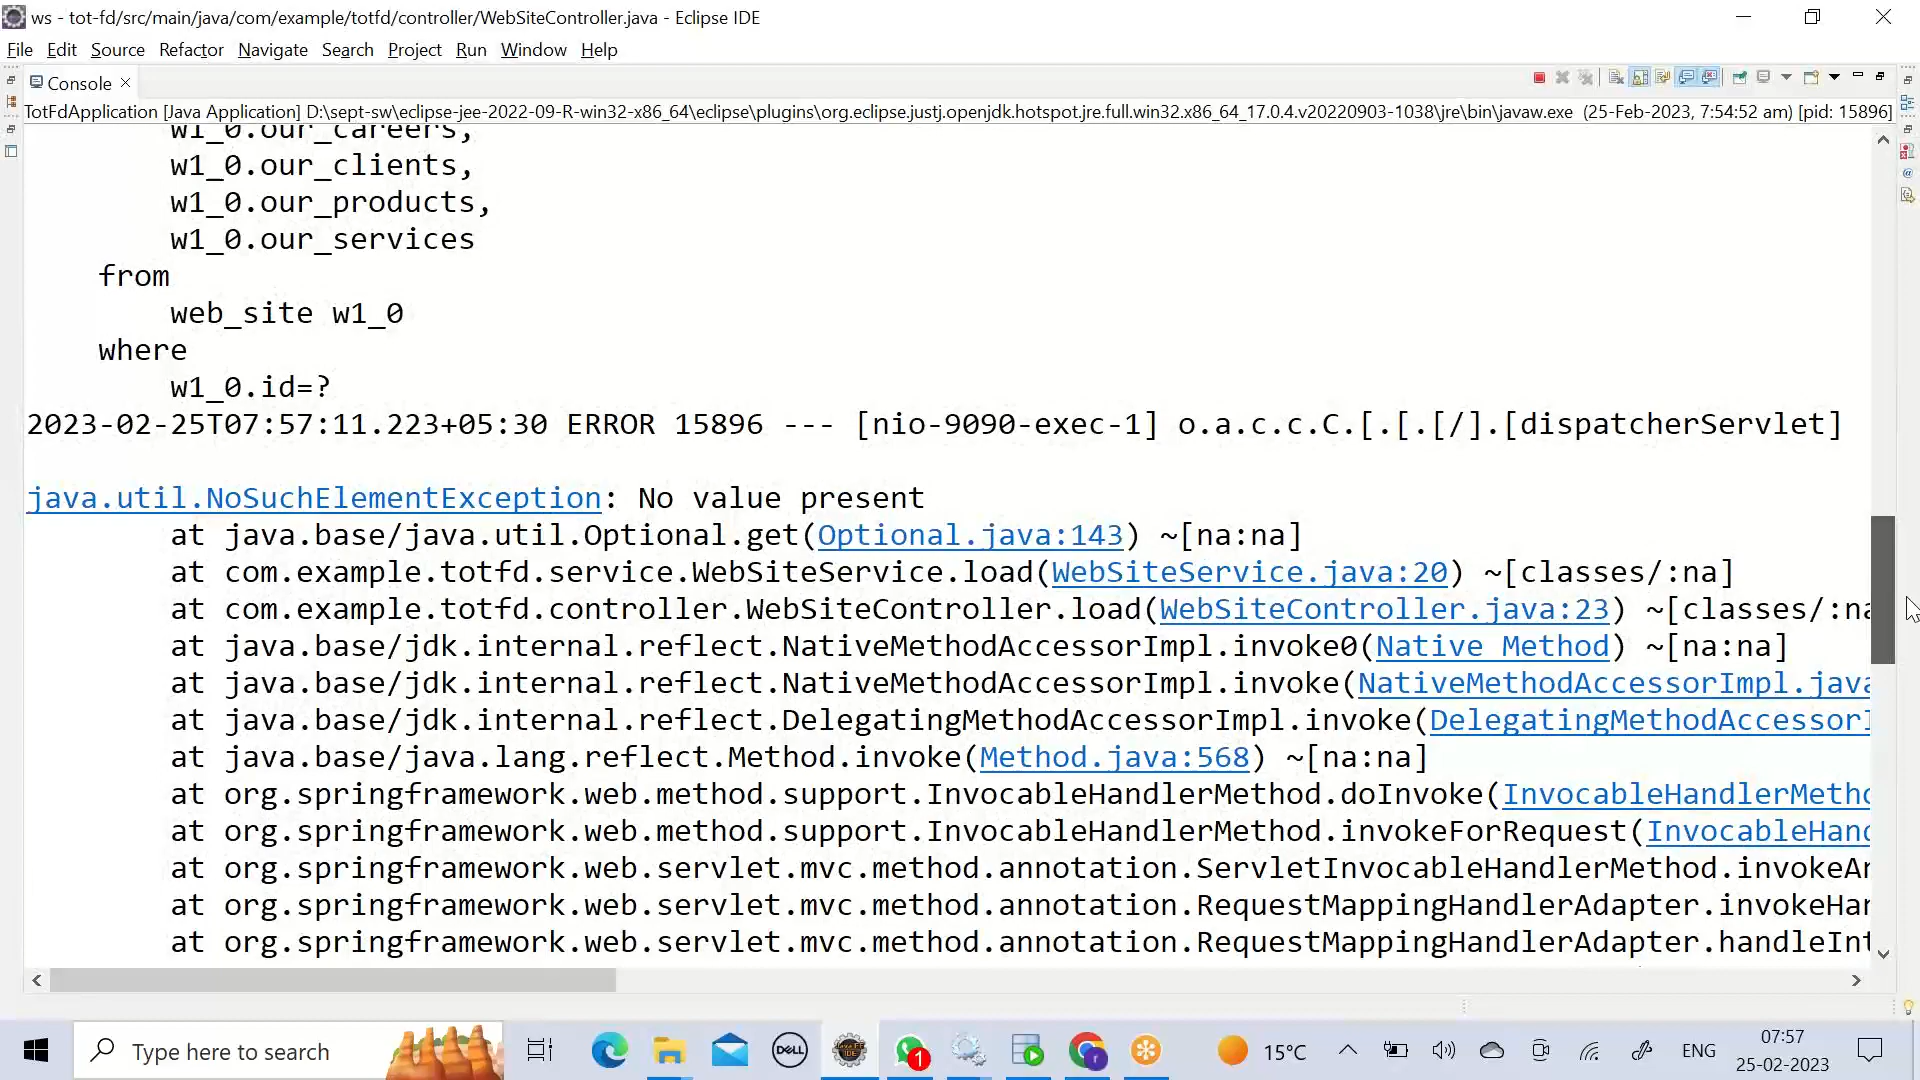 ws - tot-fd/src/main/java/com/example/totfd/controller/WebSiteController.java - Eclipse IDE
File Edit Source Refactor Navigate Search Project Run Window Help
Console
TotFdApplication [Java Application] D:\sept-sw\eclipse-jee-2022-09-R-win32-x86_64\eclipse\plugins\org.eclipse.justj.openjdk.hotspot.jre.full.win32.x86_64_17.0.4.v20220903-1038\jre\bin\javaw.exe (25-Feb-2023, 7:54:52 am) [pid: 15896]
w1_0.our_careers,
w1_0.our_clients,
w1_0.our_products,
w1_0.our_services
from
web_site w1_0
where
w1_0.id=?
2023-02-25T07:57:11.223+05:30 ERROR 15896 --- [nio-9090-exec-1] o.a.c.c.C.[.[.[/].[dispatcherServlet]
java.util.NoSuchElementException: No value present
at java.base/java.util.Optional.get(Optional.java:143) ~[na:na]
at com.example.totfd.service.WebSiteService.load(WebSiteService.java:20) ~[classes/:na]
at com.example.totfd.controller.WebSiteController.load(WebSiteController.java:23) ~[classes/:na
at java.base/jdk.internal.reflect.NativeMethodAccessorImpl.invoke0(Native Method) ~[na:na]
at java.base/jdk.internal.reflect.NativeMethodAccessorImpl.invoke(NativeMethodAccessorImpl.java
at java.base/jdk.internal.reflect.DelegatingMethodAccessorImpl.invoke(DelegatingMethodAccessorI
at java.base/java.lang.reflect.Method.invoke(Method.java:568) ~[na:na]
at org.springframework.web.method.support.InvocableHandlerMethod.doInvoke(InvocableHandlerMetho
at org.springframework.web.method.support.InvocableHandlerMethod.invokeForRequest(InvocableHand
at org.springframework.web.servlet.mvc.method.annotation.ServletInvocableHandlerMethod.invokeAn
at org.springframework.web.servlet.mvc.method.annotation.RequestMappingHandlerAdapter.invokeHan
at org.springframework.web.servlet.mvc.method.annotation.RequestMappingHandlerAdapter.handleInt
Type here to search
DELL
1
r
15°C
ENG
07:57
25-02-2023